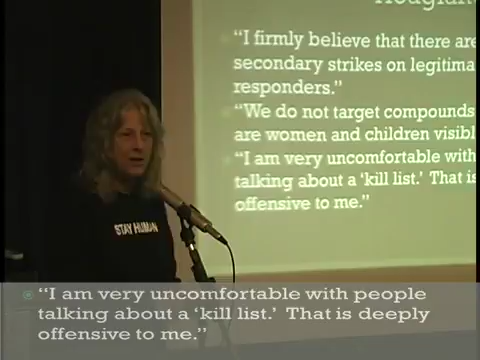 "I firmly believe that there are
secondary strikes on legitima
responders."
"We do not target compounds
are women and children visibl
"I am very uncomfortable with
talking about a 'kill list.' That is
offensive to me."
STAY HUMAN
"I am very uncomfortable with people
talking about a 'kill list.' That is deeply
offensive to me."